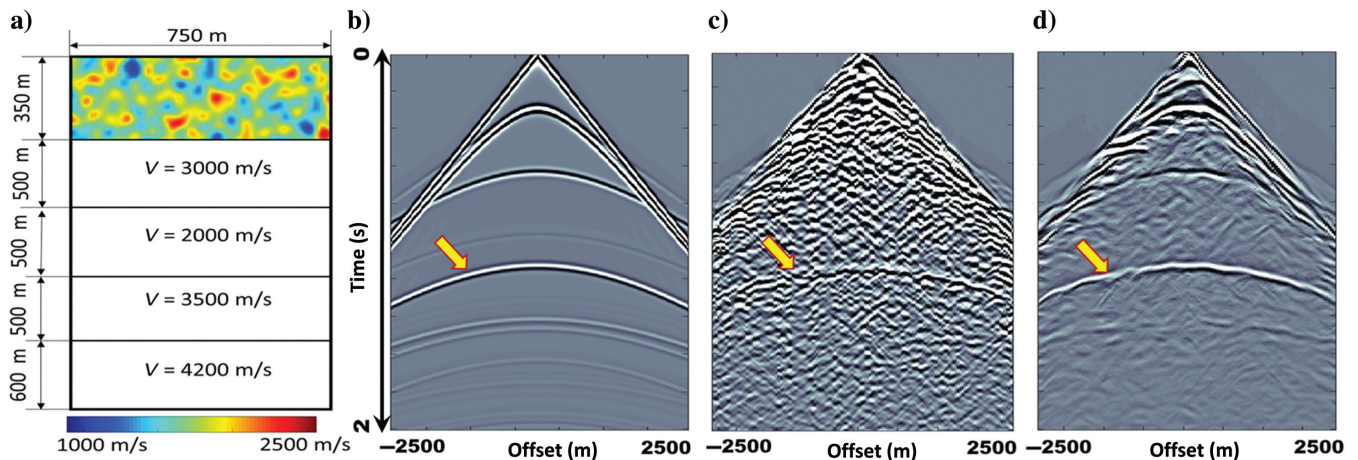 a)
750 m
350 m
500 m
V = 3000 m/s
500 m
V = 2000 m/s
500 m
V = 3500 m/s
600 m
V = 4200 m/s
1000 m/s 2500 m/s
b)
0
Time (s)
2
−2500 Offset (m) 2500
c)
−2500 Offset (m) 2500
d)
−2500 Offset (m) 2500